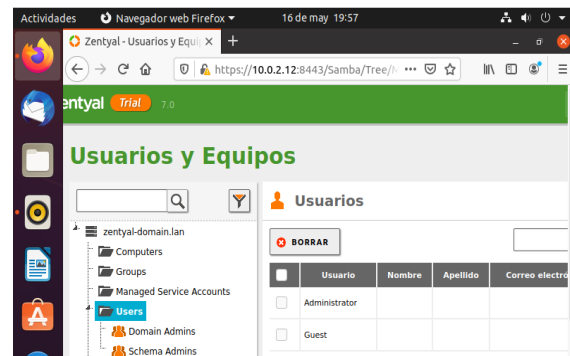 Actividades Navegador web Firefox 16 de may 19:57
Zentyal - Usuarios y Equi
https://10.0.2.12:8443/Samba/Tree/
entyal Trial 7.0
Usuarios y Equipos
zentyal-domain.lan
Computers
Groups
Managed Service Accounts
Users
Domain Admins
Schema Admins
Usuarios
BORRAR
Usuario Nombre Apellido Correo electró
Administrator
Guest